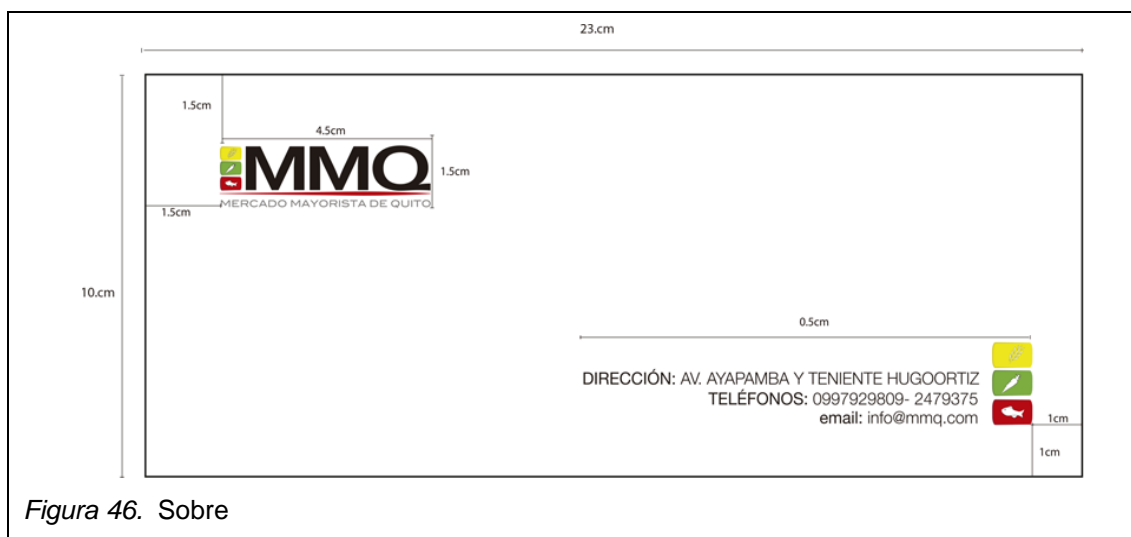 23.cm
1.5cm
4.5cm
MMQ
1.5cm
MERCADO MAYORISTA DE QUITO
1.5cm
10.cm
0.5cm
DIRECCIÓN: AV. AYAPAMBA Y TENIENTE HUGOORTIZ
TELÉFONOS: 0997929809- 2479375
email: info@mmq.com
1cm
1cm
Figura 46. Sobre